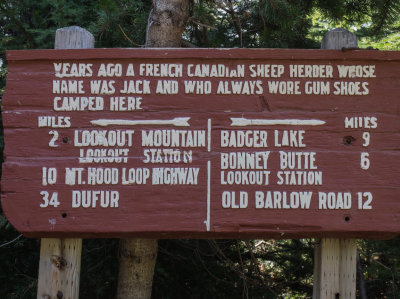 YEARS AGO A FRENCH CANADIAN SHEEP HERDER WHOSE
NAME WAS JACK AND WHO ALWAYS WORE GUM SHOES
CAMPED HERE.
MILES
2 LOOKOUT MOUNTAIN
LOOKOUT STATION
10 MT. HOOD LOOP HIGHWAY
34 DUFUR
MILES
BADGER LAKE 9
BONNEY BUTTE 6
LOOKOUT STATION
OLD BARLOW ROAD 12